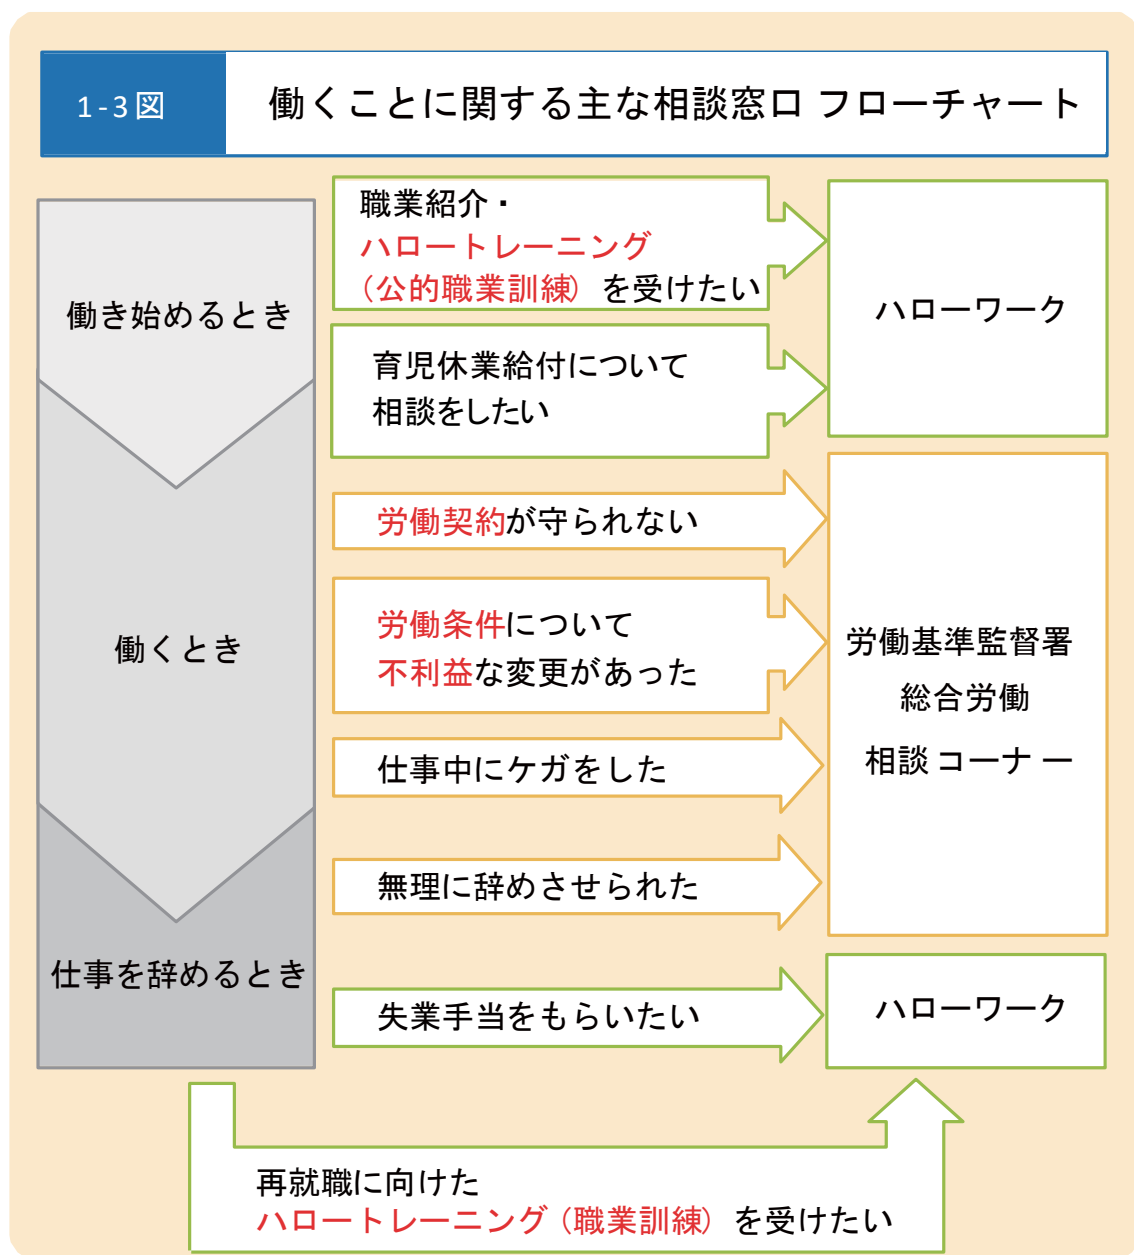 1-3図
働くことに関する主な相談窓口 フローチャート
働き始めるとき
職業紹介・
ハロートレーニング
(公的職業訓練) を受けたい
育児休業給付について
相談をしたい
ハローワーク
働くとき
労働契約が守られない
労働条件について
不利益な変更があった
仕事中にケガをした
無理に辞めさせられた
労働基準監督署
総合労働
相談 コーナー
仕事を辞めるとき
失業手当をもらいたい
ハローワーク
再就職に向けた
ハロートレーニング (職業訓練) を受けたい